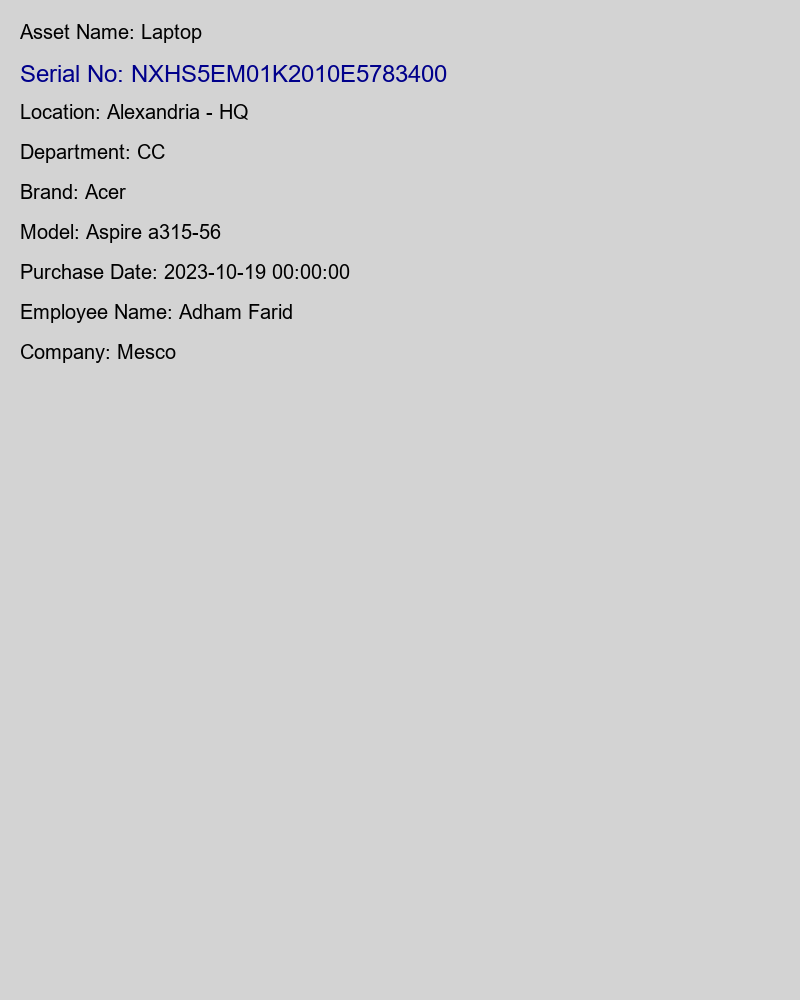 Asset Name: Laptop
Serial No: NXHS5EM01K2010E5783400
Location: Alexandria - HQ
Department: CC
Brand: Acer
Model: Aspire a315-56
Purchase Date: 2023-10-19 00:00:00
Employee Name: Adham Farid
Company: Mesco